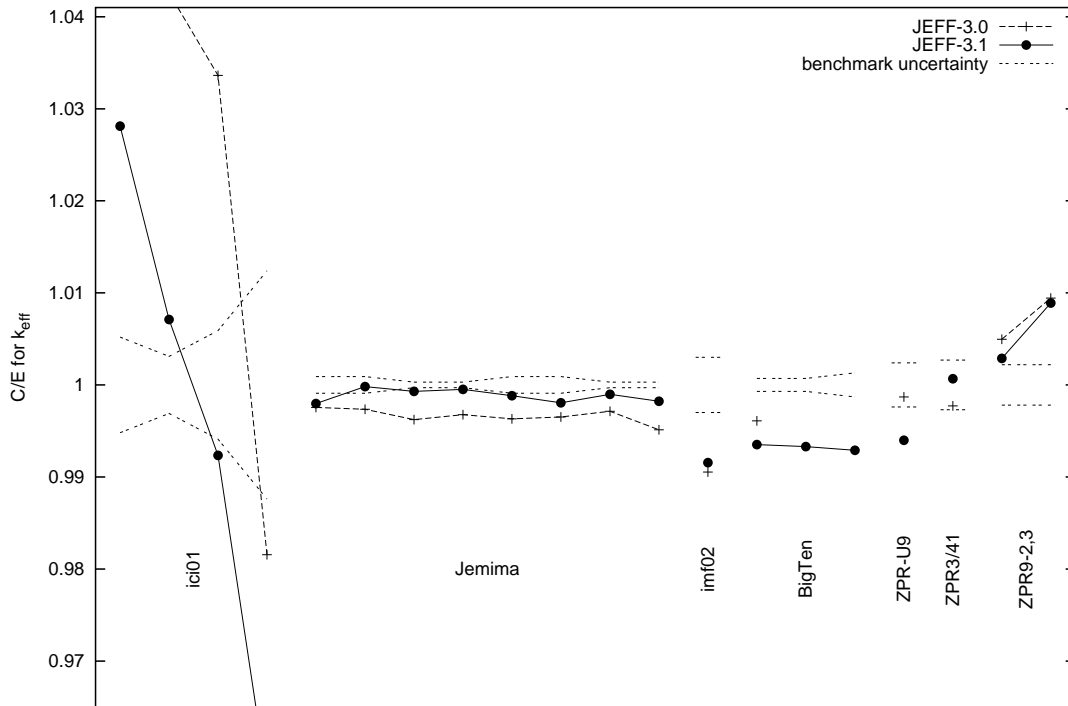 1.04
1.03
1.02
1.01
1
0.99
0.98
0.97
C/E for k_eff
JEFF-3.0
JEFF-3.1
benchmark uncertainty
ici01
Jemima
imf02
BigTen
ZPR-U9
ZPR3/41
ZPR9-2,3